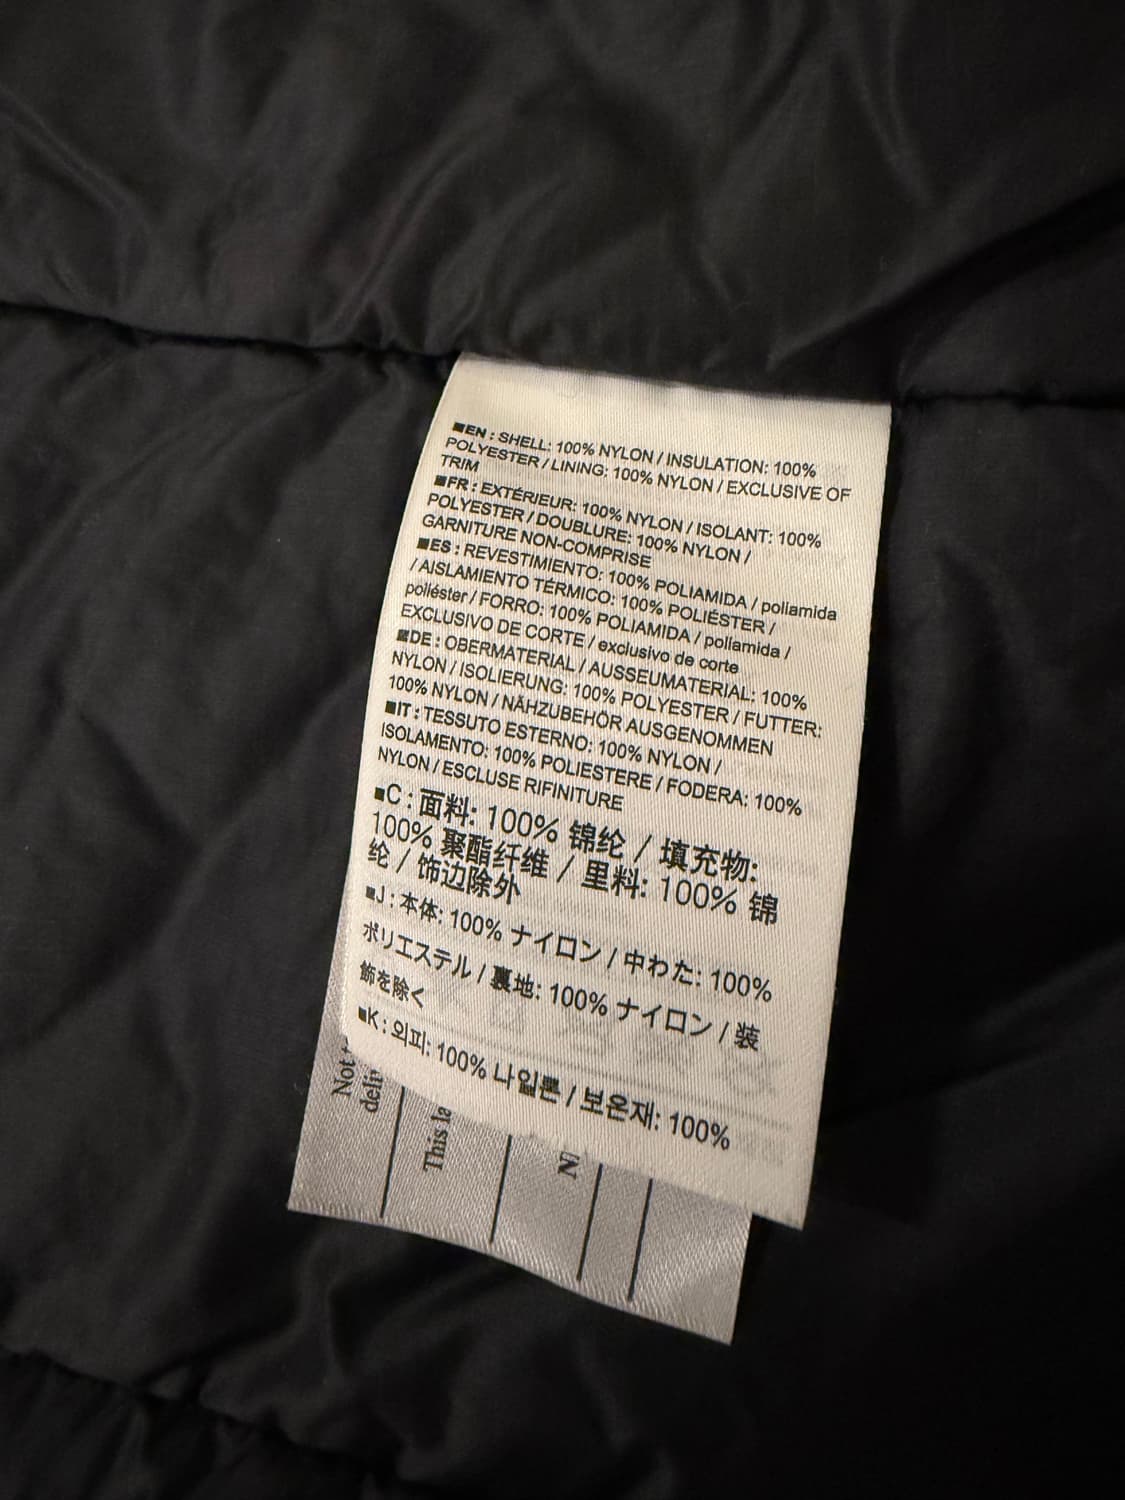 ■EN : SHELL: 100% NYLON / INSULATION: 100%
POLYESTER / LINING: 100% NYLON / EXCLUSIVE OF
TRIM
■FR : EXTÉRIEUR: 100% NYLON / ISOLANT: 100%
POLYESTER / DOUBLURE: 100% NYLON /
GARNITURE NON-COMPRISE
■ES : REVESTIMIENTO: 100% POLIAMIDA / poliamida
/ AISLAMIENTO TÉRMICO: 100% POLIÉSTER /
poliéster / FORRO: 100% POLIAMIDA / poliamida /
EXCLUSIVO DE CORTE / exclusivo de corte
■DE : OBERMATERIAL / AUSSEUMATERIAL: 100%
NYLON / ISOLIERUNG: 100% POLYESTER / FUTTER:
100% NYLON / NÄHZUBEHÖR AUSGENOMMEN
■IT : TESSUTO ESTERNO: 100% NYLON /
ISOLAMENTO: 100% POLIESTERE / FODERA: 100%
NYLON / ESCLUSE RIFINITURE
■C : 面料: 100% 锦纶 / 填充物:
100% 聚酯纤维 / 里料: 100% 锦
纶 / 饰边除外
■J : 本体: 100% ナイロン / 中わた: 100%
ポリエステル / 裏地: 100% ナイロン / 装
飾を除く
■K : 외피: 100% 나일론 / 보온재: 100%
Not
This